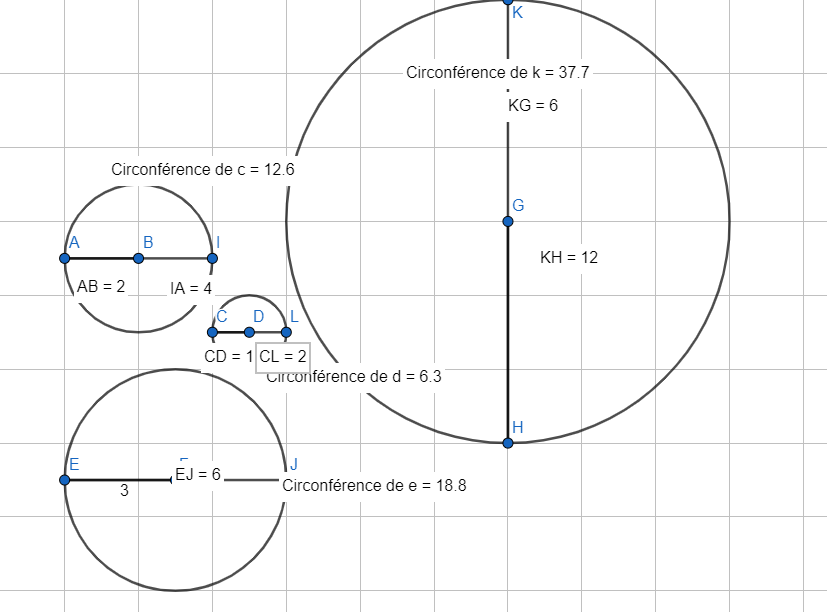 K
Circonférence de k = 37.7
KG = 6
Circonférence de c = 12.6
G
A B I
KH = 12
AB = 2 IA = 4
C D L
CD = 1 CL = 2
Circonférence de d = 6.3
H
E J
EJ = 6
3
Circonférence de e = 18.8